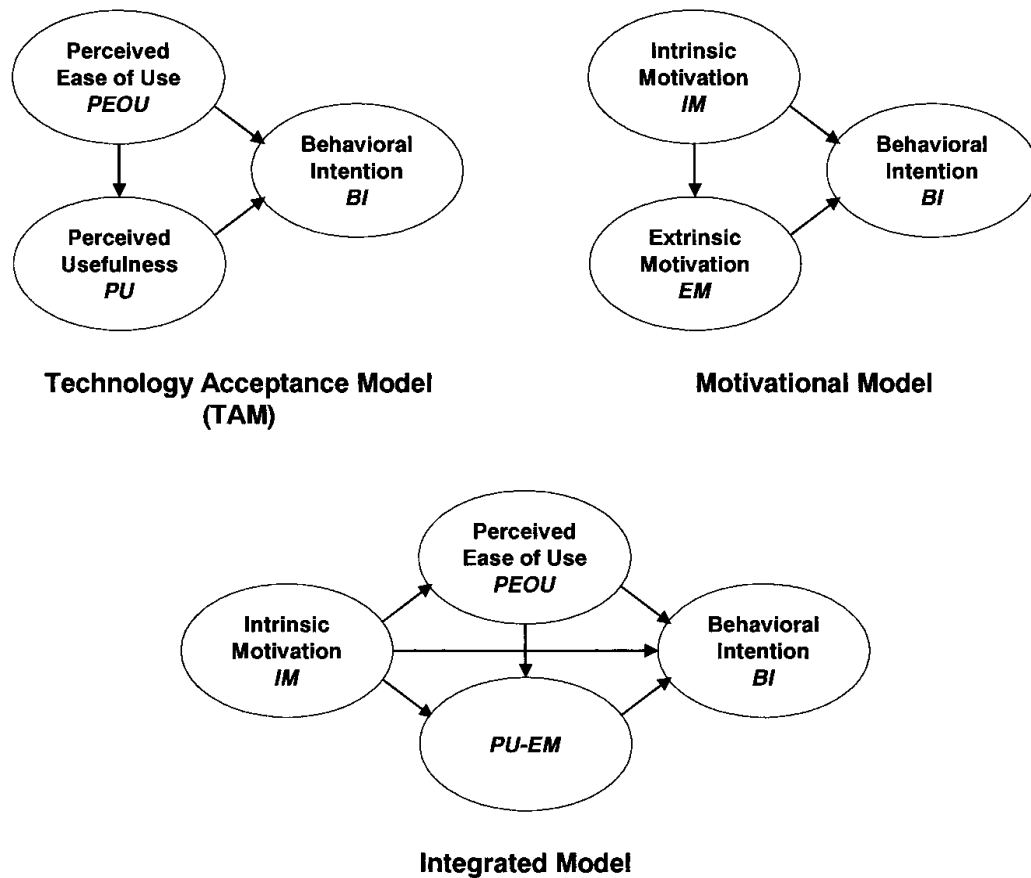 Perceived
Ease of Use
PEOU
Behavioral
Intention
BI
Perceived
Usefulness
PU
Technology Acceptance Model
(TAM)
Intrinsic
Motivation
IM
Behavioral
Intention
BI
Extrinsic
Motivation
EM
Motivational Model
Perceived
Ease of Use
PEOU
Intrinsic
Motivation
IM
Behavioral
Intention
BI
PU-EM
Integrated Model